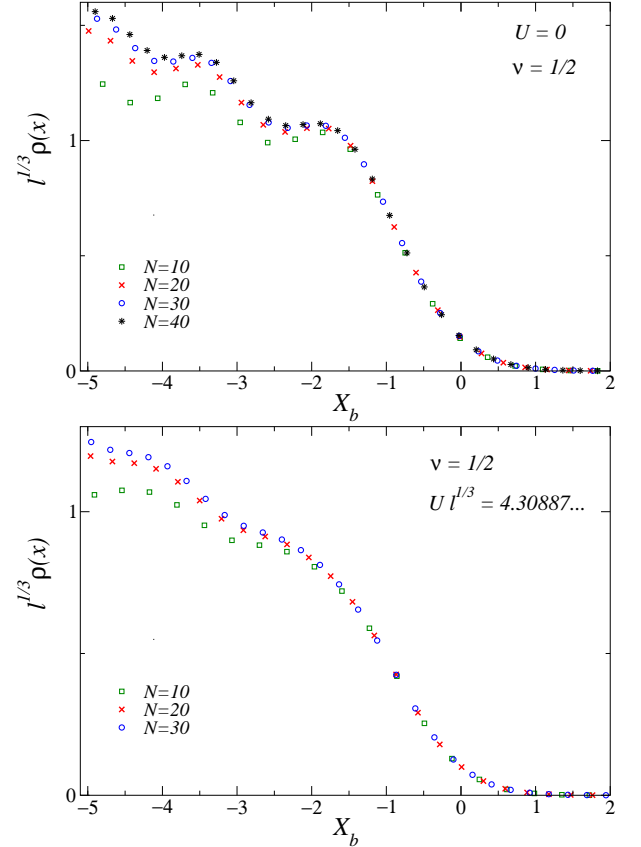 U = 0
ν = 1/2
1
l^{1/3}ρ(x)
N=10
N=20
N=30
N=40
0
-5 -4 -3 -2 -1 0 1 2
X_b
ν = 1/2
U l^{1/3} = 4.30887...
1
l^{1/3}ρ(x)
N=10
N=20
N=30
0
-5 -4 -3 -2 -1 0 1 2
X_b